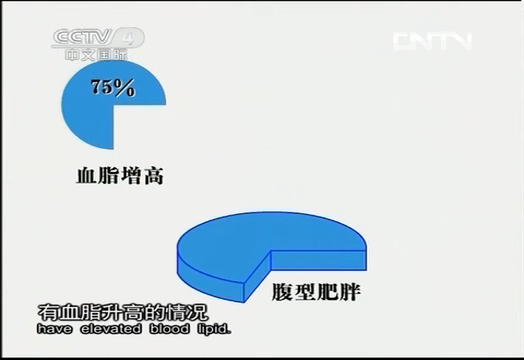 CCTV 4
中文国际
CNTV
75%
血脂增高
腹型肥胖
有血脂升高的情况
have elevated blood lipid.